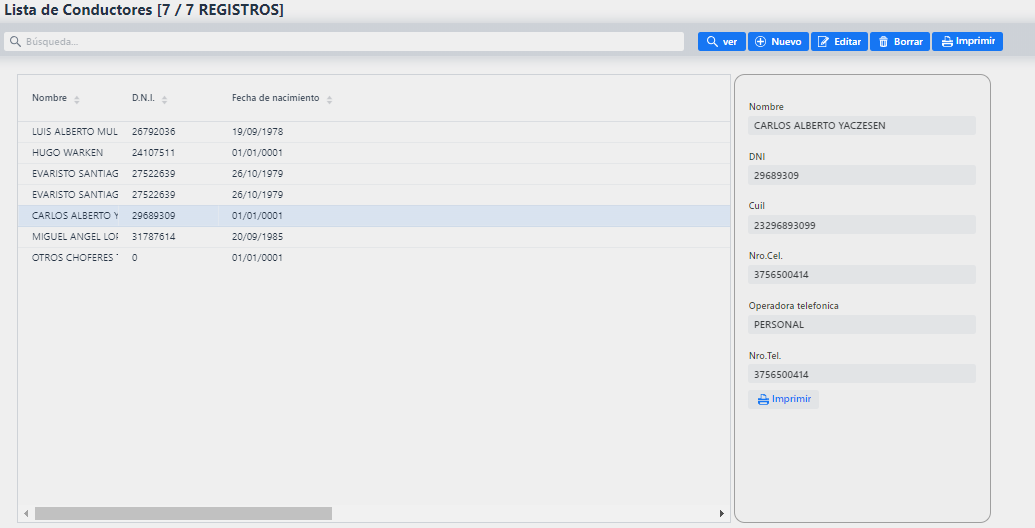 Lista de Conductores [7 / 7 REGISTROS]
Búsqueda... ver Nuevo Editar Borrar Imprimir
Nombre D.N.I. Fecha de nacimiento
LUIS ALBERTO MUL 26792036 19/09/1978
HUGO WARKEN 24107511 01/01/0001
EVARISTO SANTIAG 27522639 26/10/1979
EVARISTO SANTIAG 27522639 26/10/1979
CARLOS ALBERTO Y 29689309 01/01/0001
MIGUEL ANGEL LOP 31787614 20/09/1985
OTROS CHOFERES 0 01/01/0001
Nombre
CARLOS ALBERTO YACZESEN
DNI
29689309
Cuil
23296893099
Nro.Cel.
3756500414
Operadora telefonica
PERSONAL
Nro.Tel.
3756500414
Imprimir